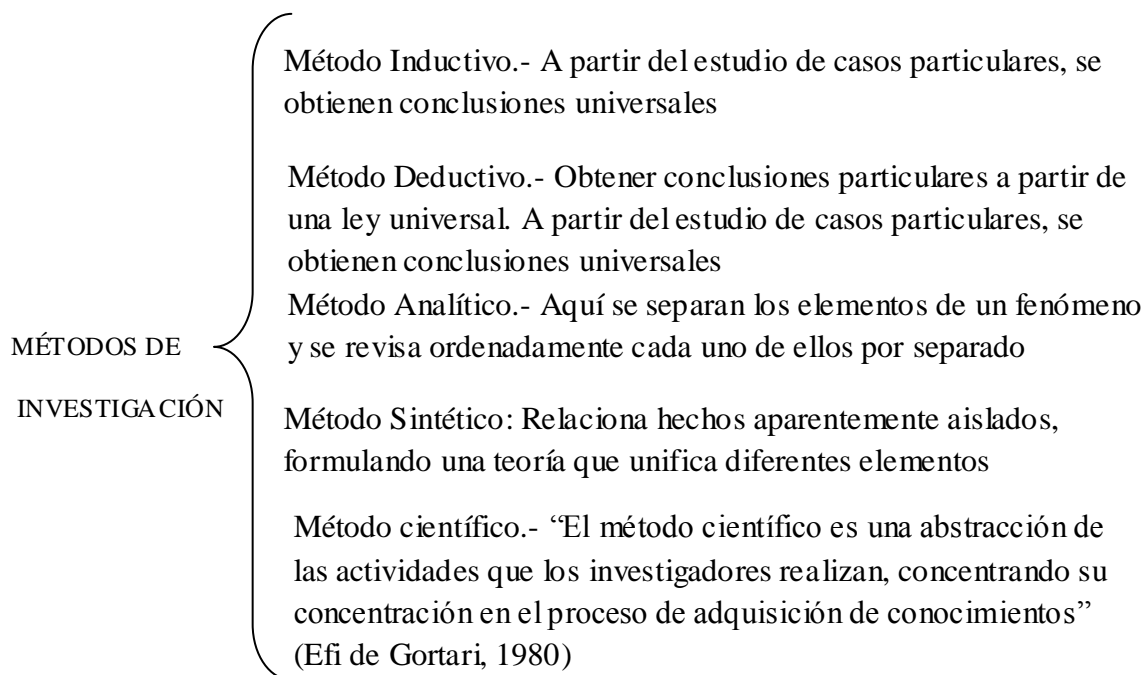 Método Inductivo.- A partir del estudio de casos particulares, se
obtienen conclusiones universales
Método Deductivo.- Obtener conclusiones particulares a partir de
una ley universal. A partir del estudio de casos particulares, se
obtienen conclusiones universales
Método Analítico.- Aquí se separan los elementos de un fenómeno
y se revisa ordenadamente cada uno de ellos por separado
MÉTODOS DE
INVESTIGACIÓN
Método Sintético: Relaciona hechos aparentemente aislados,
formulando una teoría que unifica diferentes elementos
Método científico.- “El método científico es una abstracción de
las actividades que los investigadores realizan, concentrando su
concentración en el proceso de adquisición de conocimientos”
(Efi de Gortari, 1980)